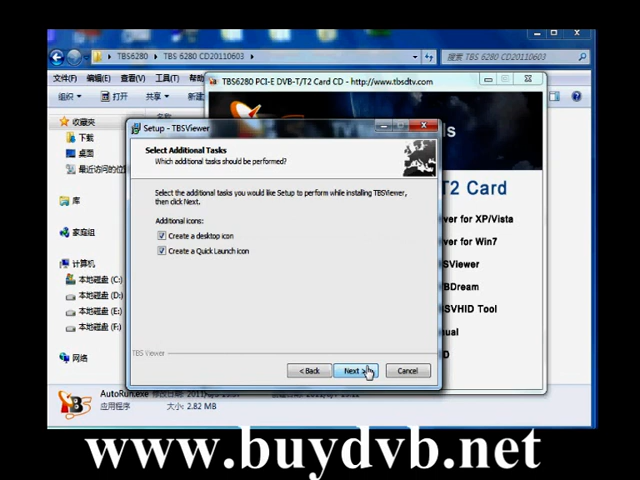 TBS6280 TBS 6280 CD20110603
搜索 TBS 6280 CD20110603
文件(F) 编辑(E) 查看(V) 工具(T)
TBS6280 PCI-E DVB-T/T2 Card CD - http://www.tbsdtv.com
组织 打开 共享 新建
收藏夹
下载
桌面
最近访问的位
库
家庭组
计算机
本地磁盘 (C:)
本地磁盘 (D:)
本地磁盘 (E:)
本地磁盘 (F:)
网络
Setup - TBSViewer
Select Additional Tasks
Which additional tasks should be performed?
Select the additional tasks you would like Setup to perform while installing TBSViewer,
then click Next.
Additional icons:
Create a desktop icon
Create a Quick Launch icon
TBS Viewer
< Back Next > Cancel
T2 Card
ver for XP/Vista
ver for Win7
SViewer
BDream
SVHID Tool
ual
D
AutoRun.exe
应用程序 大小: 2.82 MB
www.buydvb.net